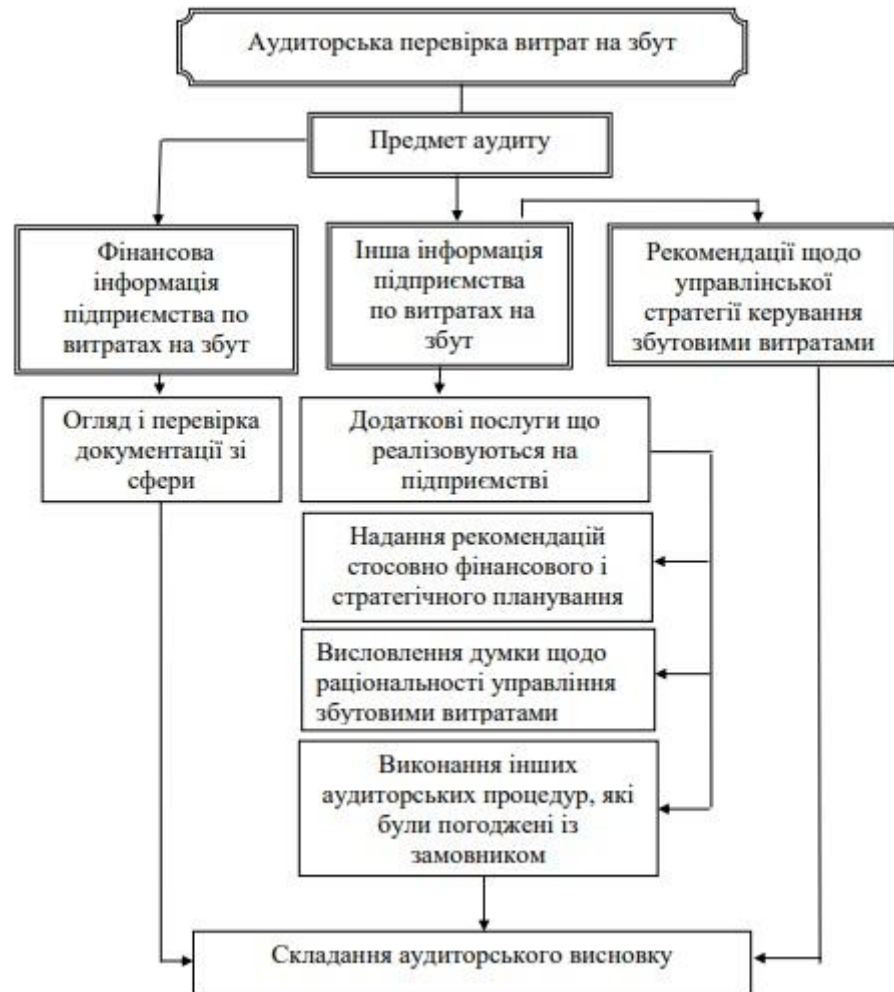 Аудиторська перевірка витрат на збут
Предмет аудиту
Фінансова
інформація
підприємства по
витратах на збут
Інша інформація
підприємства
по витратах на
збут
Рекомендації щодо
управлінської
стратегії керування
збутовими витратами
Огляд і перевірка
документації зі
сфери
Додаткові послуги що
реалізовуються на
підприємстві
Надання рекомендацій
стосовно фінансового і
стратегічного планування
Висловлення думки щодо
раціональності управління
збутовими витратами
Виконання інших
аудиторських процедур, які
були погоджені із
замовником
Складання аудиторського висновку